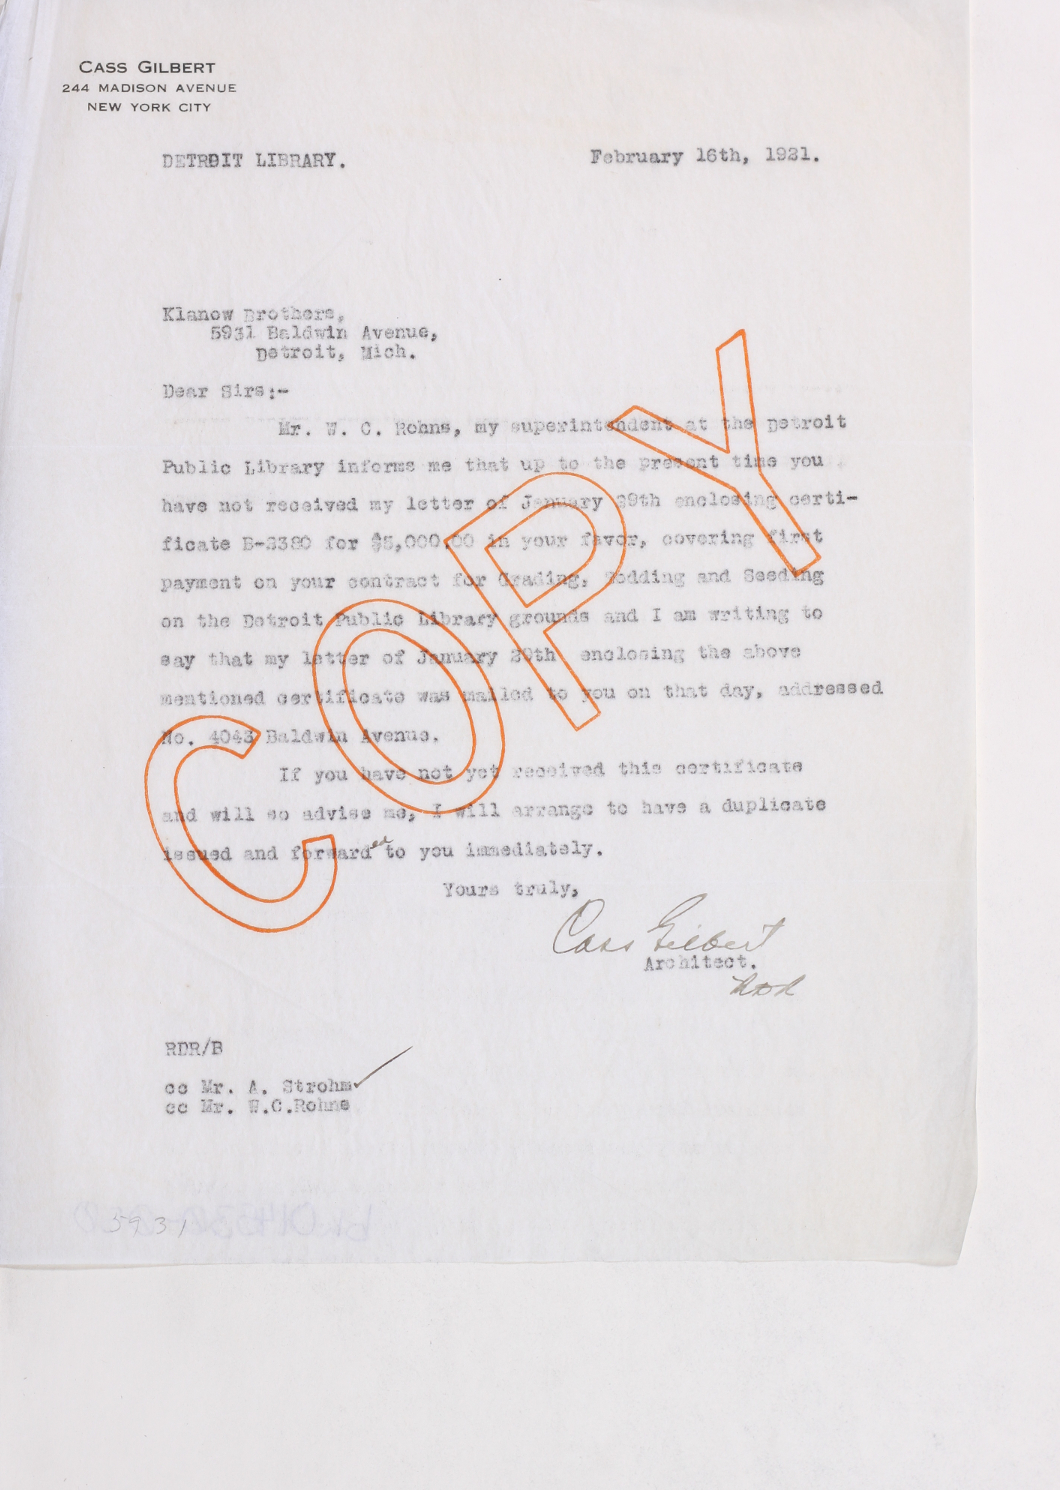 CASS GILBERT
244 MADISON AVENUE
NEW YORK CITY
DETROIT LIBRARY.
February 16th, 1921.
Klanow Brothers,
5931 Baldwin Avenue,
Detroit, Mich.
Dear Sirs:-
Mr. W. C. Rohns, my superintendent at the Detroit
Public Library informs me that up to the present time you
have not received my letter of January 29th enclosing certi-
ficate B-2380 for $5,000.00 in your favor, covering first
payment on your contract for Grading, Sodding and Seeding
on the Detroit Public Library grounds and I am writing to
say that my letter of January 29th enclosing the above
mentioned certificate was mailed to you on that day, addressed
No. 4043 Baldwin Avenue.
If you have not yet received this certificate
and will so advise me, I will arrange to have a duplicate
issued and forwarded to you immediately.
Yours truly,
Cass Gilbert
Architect.
RDR
RDR/B
cc Mr. A. Strohm
cc Mr. W.C.Rohns
5931
COPY